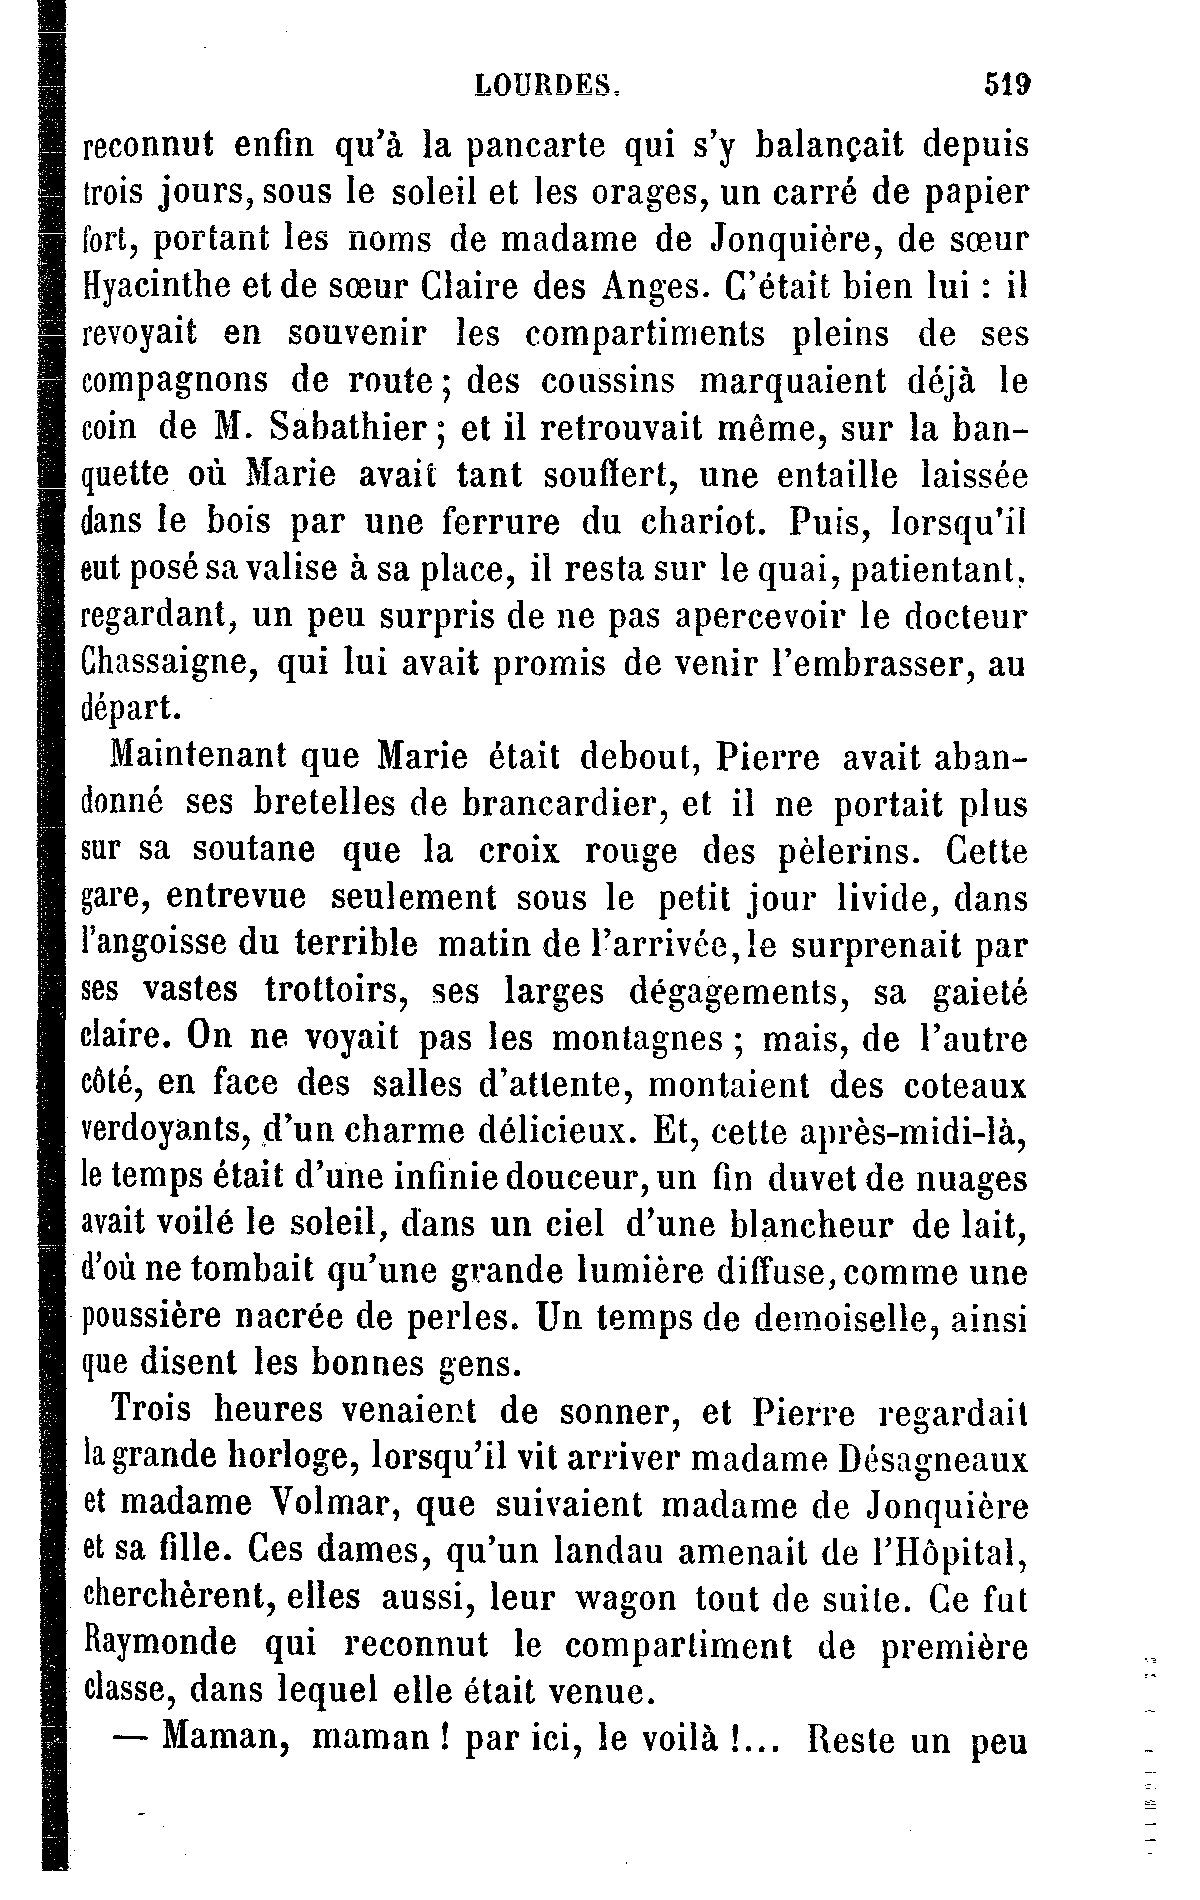 LOURDES. 519
reconnut enfin qu'à la pancarte qui s'y balançait depuis
trois jours, sous le soleil et les orages, un carré de papier
fort, portant les noms de madame de Jonquière, de sœur
Hyacinthe et de sœur Claire des Anges. C'était bien lui : il
revoyait en souvenir les compartiments pleins de ses
compagnons de route ; des coussins marquaient déjà le
coin de M. Sabathier ; et il retrouvait même, sur la ban-
quette où Marie avait tant souffert, une entaille laissée
dans le bois par une ferrure du chariot. Puis, lorsqu'il
eut posé sa valise à sa place, il resta sur le quai, patientant,
regardant, un peu surpris de ne pas apercevoir le docteur
Chassaigne, qui lui avait promis de venir l'embrasser, au
départ.
Maintenant que Marie était debout, Pierre avait aban-
donné ses bretelles de brancardier, et il ne portait plus
sur sa soutane que la croix rouge des pèlerins. Cette
gare, entrevue seulement sous le petit jour livide, dans
l'angoisse du terrible matin de l'arrivée, le surprenait par
ses vastes trottoirs, ses larges dégagements, sa gaieté
claire. On ne voyait pas les montagnes ; mais, de l'autre
côté, en face des salles d'attente, montaient des coteaux
verdoyants, d'un charme délicieux. Et, cette après-midi-là,
le temps était d'une infinie douceur, un fin duvet de nuages
avait voilé le soleil, dans un ciel d'une blancheur de lait,
d'où ne tombait qu'une grande lumière diffuse, comme une
poussière nacrée de perles. Un temps de demoiselle, ainsi
que disent les bonnes gens.
Trois heures venaient de sonner, et Pierre regardait
la grande horloge, lorsqu'il vit arriver madame Désagneaux
et madame Volmar, que suivaient madame de Jonquière
et sa fille. Ces dames, qu'un landau amenait de l'Hôpital,
cherchèrent, elles aussi, leur wagon tout de suite. Ce fut
Raymonde qui reconnut le compartiment de première
classe, dans lequel elle était venue.
— Maman, maman ! par ici, le voilà !... Reste un peu